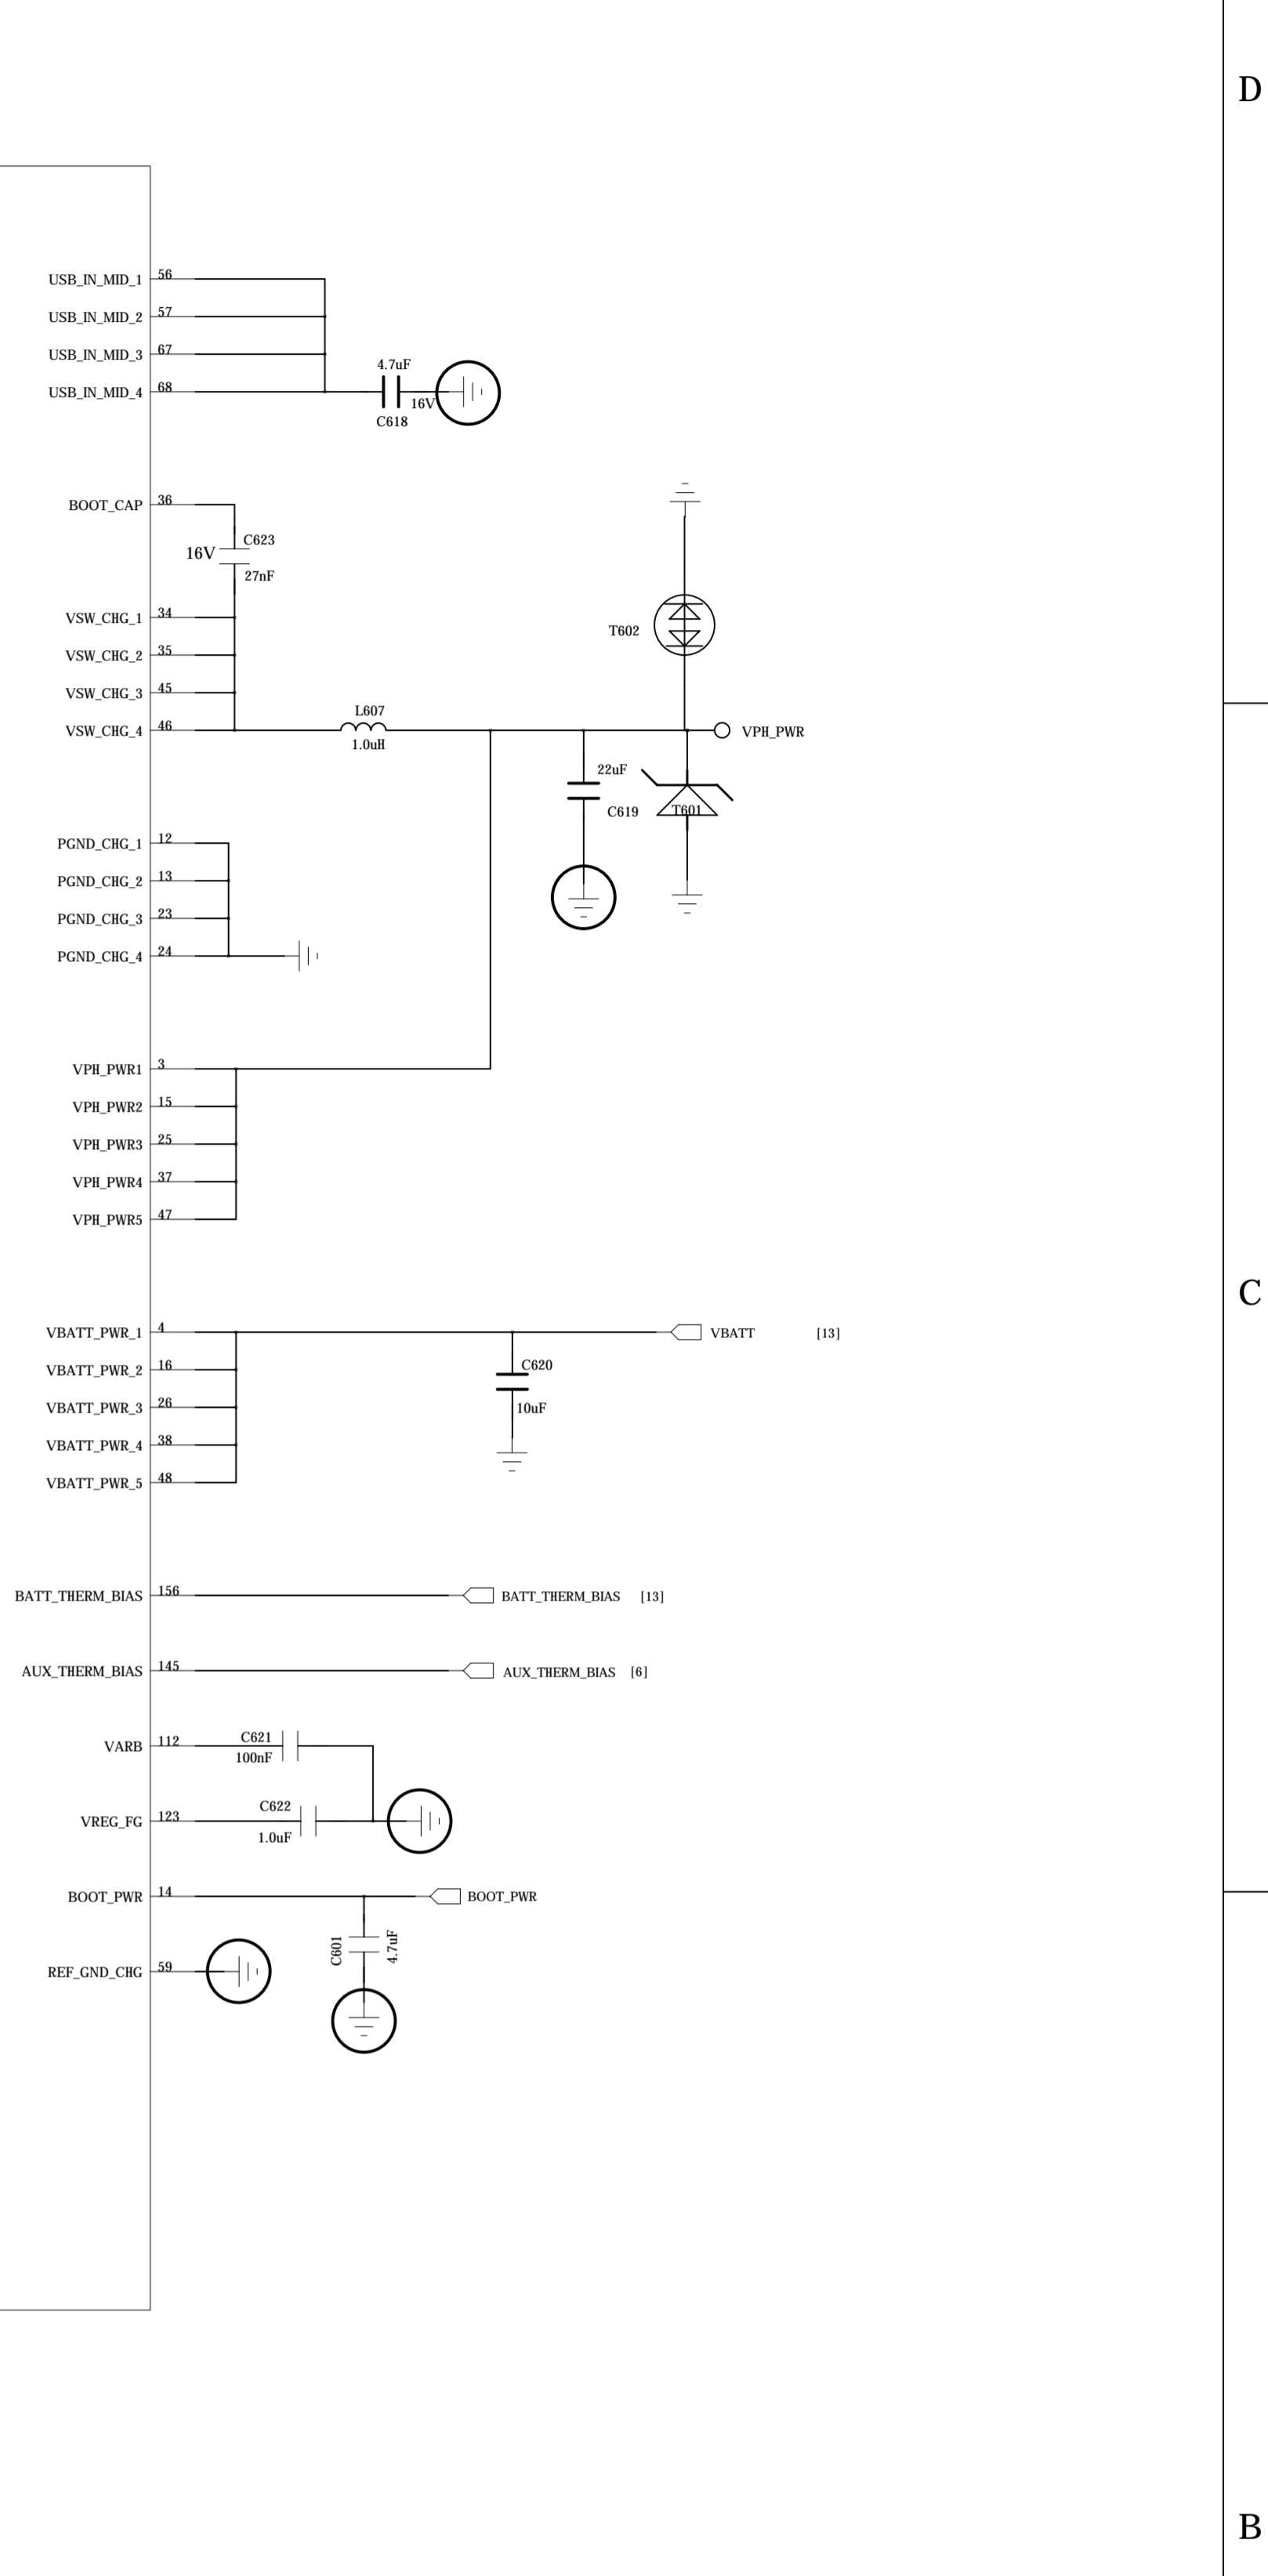 D
USB_IN_MID_1 56
USB_IN_MID_2 57
USB_IN_MID_3 67
4.7uF
USB_IN_MID_4 68
16V
C618
BOOT_CAP 36
C623
16V
27nF
VSW_CHG_1 34
T602
VSW_CHG_2 35
VSW_CHG_3 45
L607
VSW_CHG_4 46
VPH_PWR
1.0uH
22uF
C619
T601
PGND_CHG_1 12
PGND_CHG_2 13
PGND_CHG_3 23
PGND_CHG_4 24
VPH_PWR1 3
VPH_PWR2 15
VPH_PWR3 25
VPH_PWR4 37
VPH_PWR5 47
C
VBATT_PWR_1 4 VBATT [13]
VBATT_PWR_2 16
C620
VBATT_PWR_3 26
10uF
VBATT_PWR_4 38
VBATT_PWR_5 48
BATT_THERM_BIAS 156 BATT_THERM_BIAS [13]
AUX_THERM_BIAS 145 AUX_THERM_BIAS [6]
VARB 112
C621
100nF
C622
VREG_FG 123
1.0uF
BOOT_PWR 14 BOOT_PWR
C601
4.7uF
REF_GND_CHG 59
B